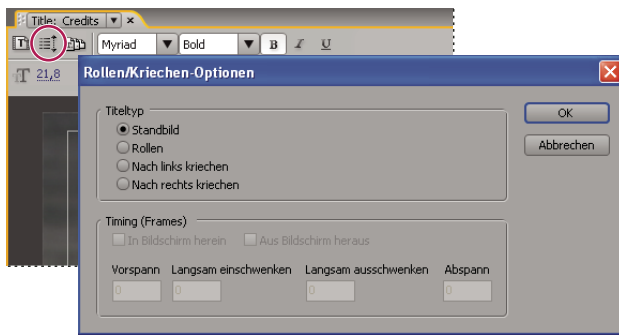 Title: Credits
Myriad Bold B I U
T 21,8
Rollen/Kriechen-Optionen
Titeltyp
Standbild
Rollen
Nach links kriechen
Nach rechts kriechen
OK
Abbrechen
Timing (Frames)
In Bildschirm herein Aus Bildschirm heraus
Vorspann Langsam einschwenken Langsam ausschwenken Abspann
0 0 0 0